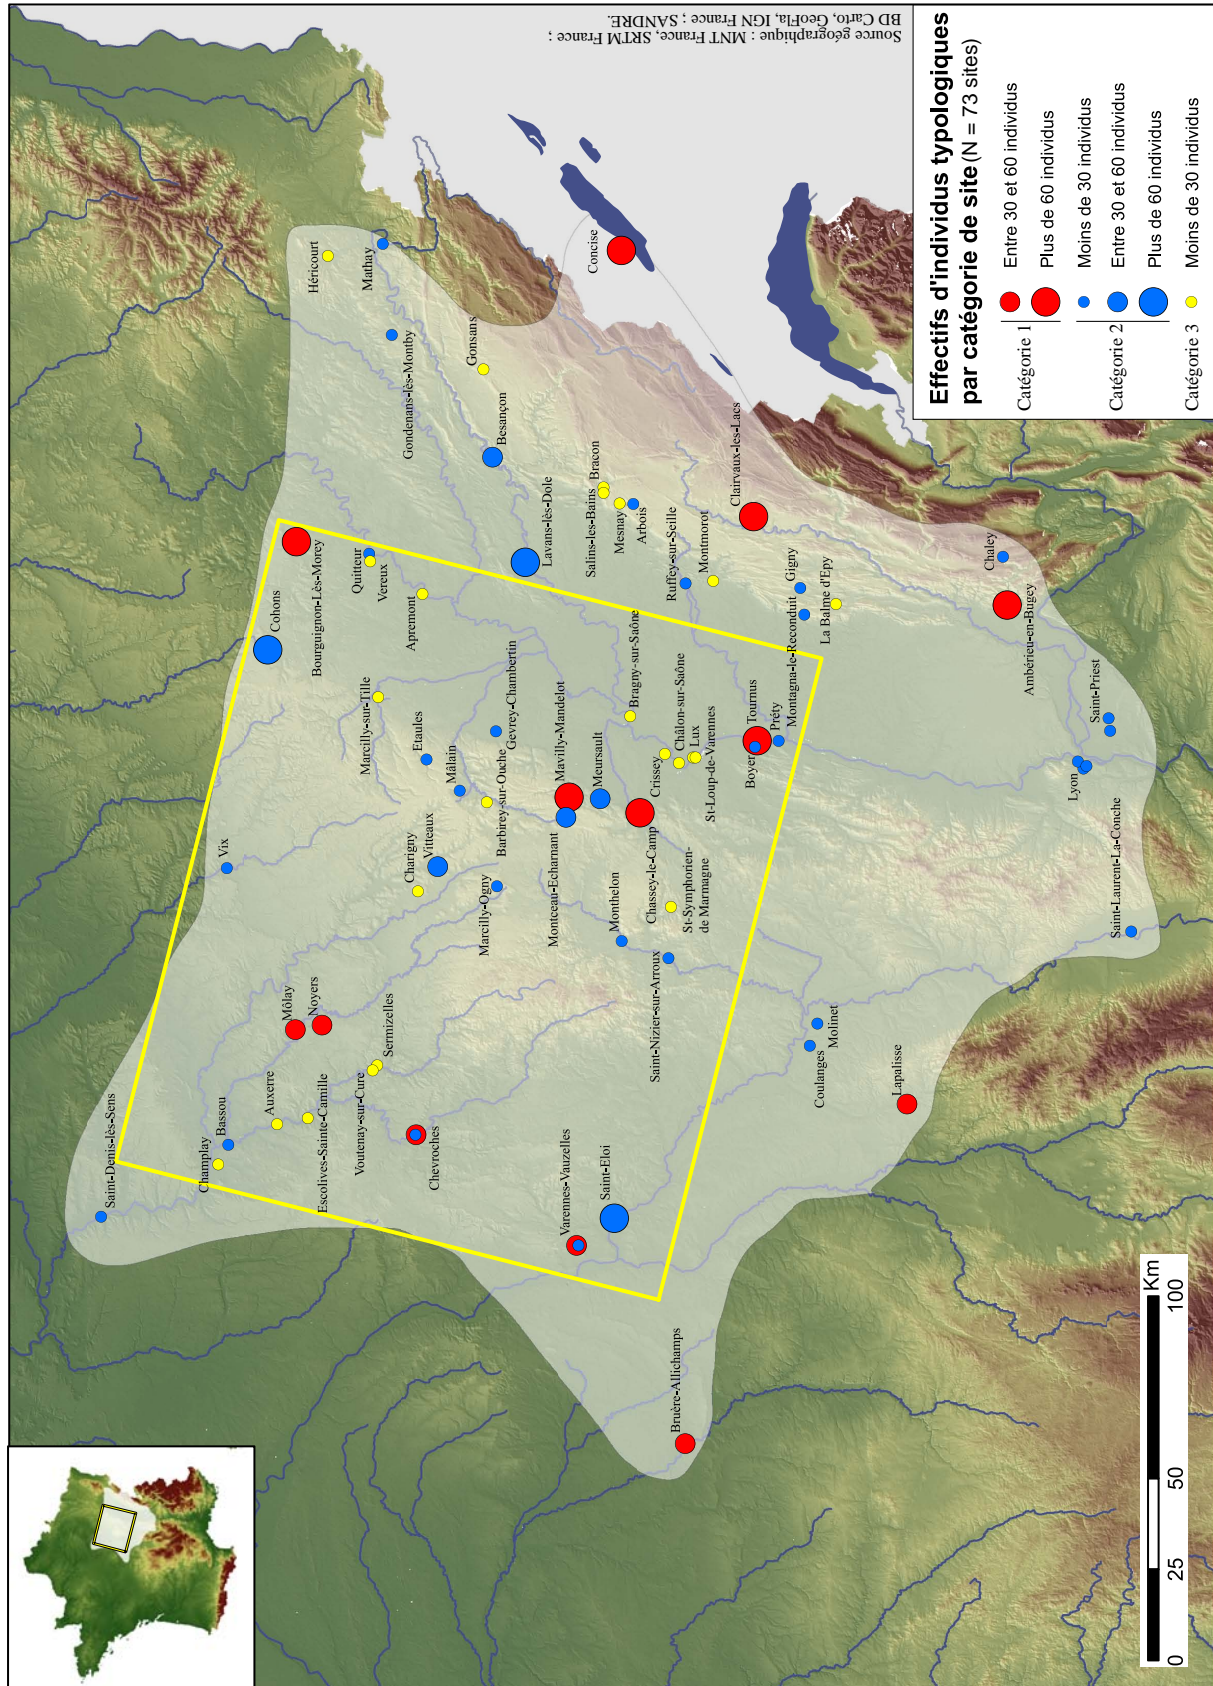 Saint-Denis-lès-Sens
Champlay
Bassou
Auxerre
Escolives-Sainte-Camille
Voutenay-sur-Cure
Sermizelles
Môlay
Noyers
Chevroches
Vix
Cohons
Bourguignon-Lès-Morey
Quitteur
Vereux
Apremont
Marcilly-sur-Tille
Etaules
Mâlain
Gevrey-Chambertin
Barbirey-sur-Ouche
Charigny
Vitteaux
Marcilly-Ogny
Héricourt
Mathay
Gondenans-lès-Montby
Gonsans
Besançon
Lavans-lès-Dole
Salins-les-Bains
Bracon
Mesnay
Arbois
Ruffey-sur-Seille
Montmorot
Clairvaux-les-Lacs
Concise
Mavilly-Mandelot
Meursault
Montceau-Echarnant
Monthelon
Chassey-le-Camp
Crissey
Bragny-sur-Saône
Châlon-sur-Saône
Lux
St-Loup-de-Varennes
St-Symphorien-
de Marmagne
Saint-Nizier-sur-Arroux
Varennes-Vauzelles
Saint-Eloi
Bruère-Allichamps
Boyer
Tournus
Préty
Montagna-le-Reconduit
Gigny
La Balme d'Epy
Chaley
Ambérieu-en-Bugey
Saint-Priest
Lyon
Saint-Laurent-La-Conche
Coulanges
Molinet
Lapalisse
Source géographique : MNT France, SRTM France ;
BD Carto, GeoFla, IGN France ; SANDRE.
Effectifs d'individus typologiques
par catégorie de site (N = 73 sites)
Catégorie 1
Entre 30 et 60 individus
Plus de 60 individus
Catégorie 2
Moins de 30 individus
Entre 30 et 60 individus
Plus de 60 individus
Catégorie 3
Moins de 30 individus
0 25 50 100
Km